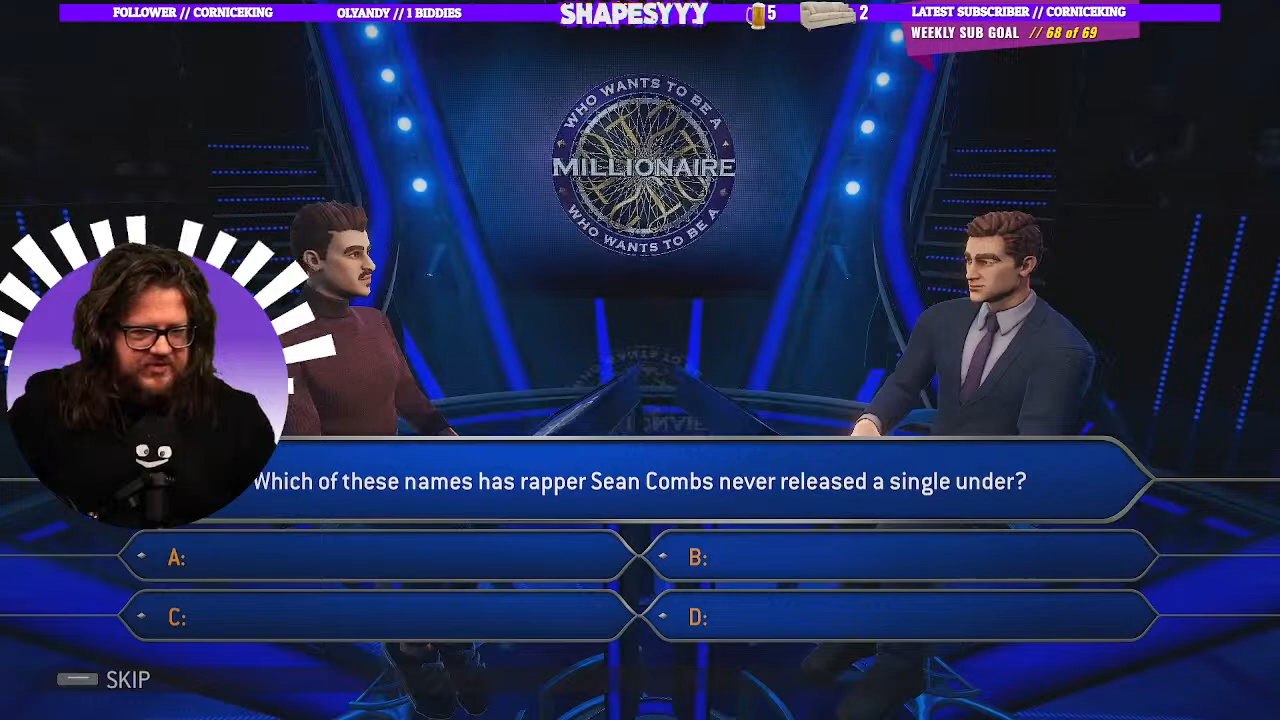 FOLLOWER // CORNICEKING
OLYANDY // 1 BIDDIES
SHAPESYYY
5
2
LATEST SUBSCRIBER // CORNICEKING
WEEKLY SUB GOAL // 68 of 69
WHO WANTS TO BE A
MILLIONAIRE
WHO WANTS TO BE A
Which of these names has rapper Sean Combs never released a single under?
A:
B:
C:
D:
SKIP